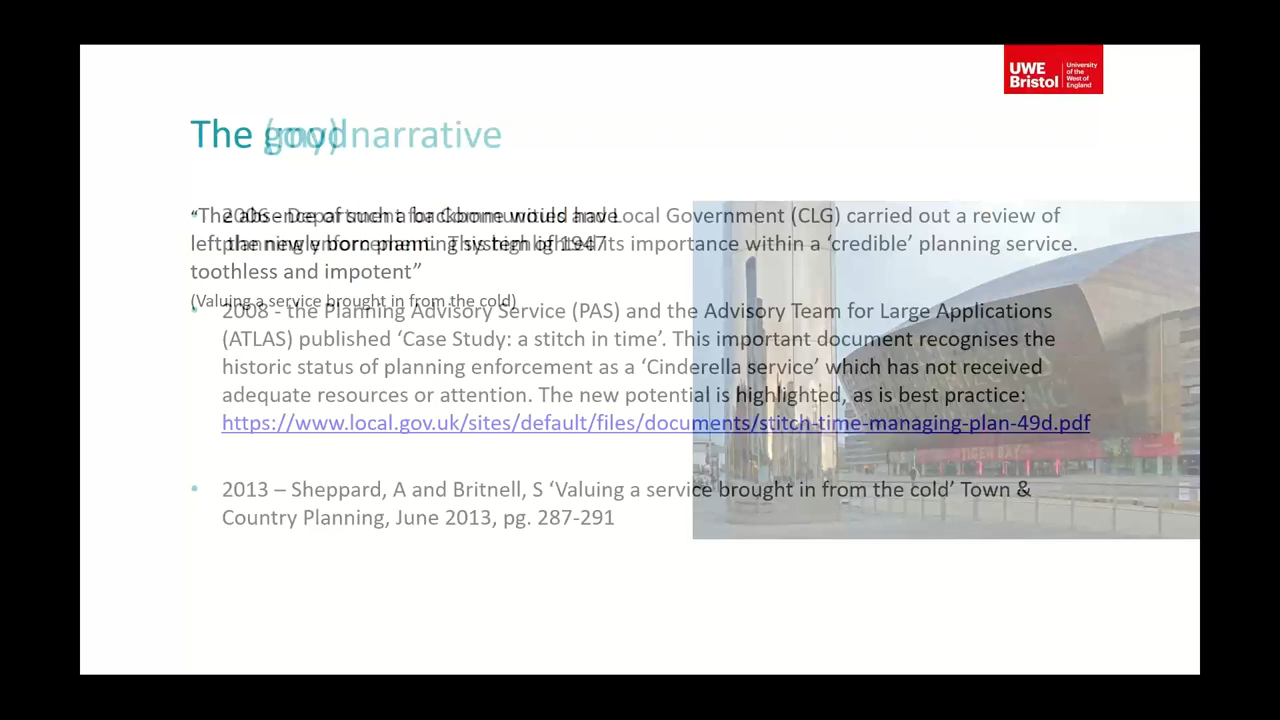 UWE Bristol
University of the West of England
The good
The (my) narrative
“The absence of such a backbone would have
left the newly born planning system of 1947
toothless and impotent”
(Valuing a service brought in from the cold)
• 2006 - Department for Communities and Local Government (CLG) carried out a review of
planning enforcement. This highlighted its importance within a ‘credible’ planning service.
• 2008 - the Planning Advisory Service (PAS) and the Advisory Team for Large Applications
(ATLAS) published ‘Case Study: a stitch in time’. This important document recognises the
historic status of planning enforcement as a ‘Cinderella service’ which has not received
adequate resources or attention. The new potential is highlighted, as is best practice:
https://www.local.gov.uk/sites/default/files/documents/stitch-time-managing-plan-49d.pdf
TIGER BAY
• 2013 – Sheppard, A and Britnell, S ‘Valuing a service brought in from the cold’ Town &
Country Planning, June 2013, pg. 287-291